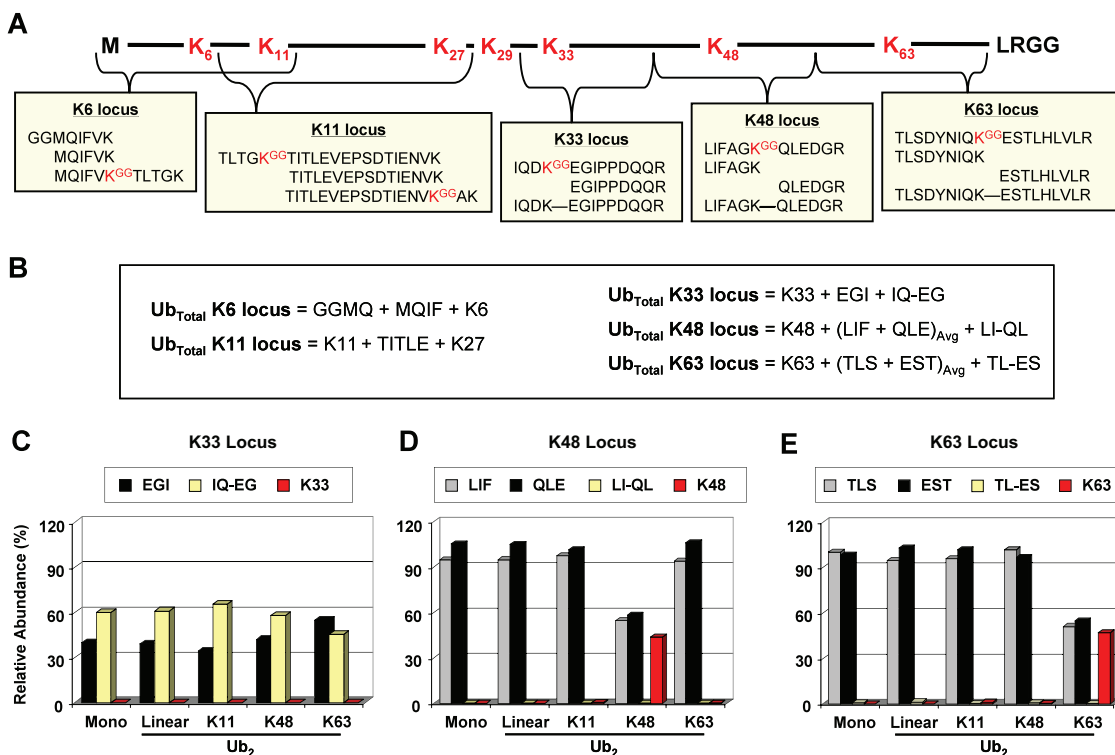 A
M K6 K11 K27 K29 K33 K48 K63 LRGG
K6 locus
GGMQIFVK
MQIFVK
MQIFVKGGTLTGK
K11 locus
TLTGKGGTITLEVEPSDTIENVK
TITLEVEPSDTIENVK
TITLEVEPSDTIENVKGGAK
K33 locus
IQDKGGEGIPPDQQR
EGIPPDQQR
IQDK—EGIPPDQQR
K48 locus
LIFAGKGGQLEDGR
LIFAGK
QLEDGR
LIFAGK—QLEDGR
K63 locus
TLSDYNIQKGGESTLHLVLR
TLSDYNIQK
ESTLHLVLR
TLSDYNIQK—ESTLHLVLR
B
UbTotal K6 locus = GGMQ + MQIF + K6
UbTotal K11 locus = K11 + TITLE + K27
UbTotal K33 locus = K33 + EGI + IQ-EG
UbTotal K48 locus = K48 + (LIF + QLE)Avg + LI-QL
UbTotal K63 locus = K63 + (TLS + EST)Avg + TL-ES
C
K33 Locus
EGI IQ-EG K33
Relative Abundance (%)
120
90
60
30
0
Mono Linear K11 K48 K63
Ub2
D
K48 Locus
LIF QLE LI-QL K48
120
90
60
30
0
Mono Linear K11 K48 K63
Ub2
E
K63 Locus
TLS EST TL-ES K63
120
90
60
30
0
Mono Linear K11 K48 K63
Ub2